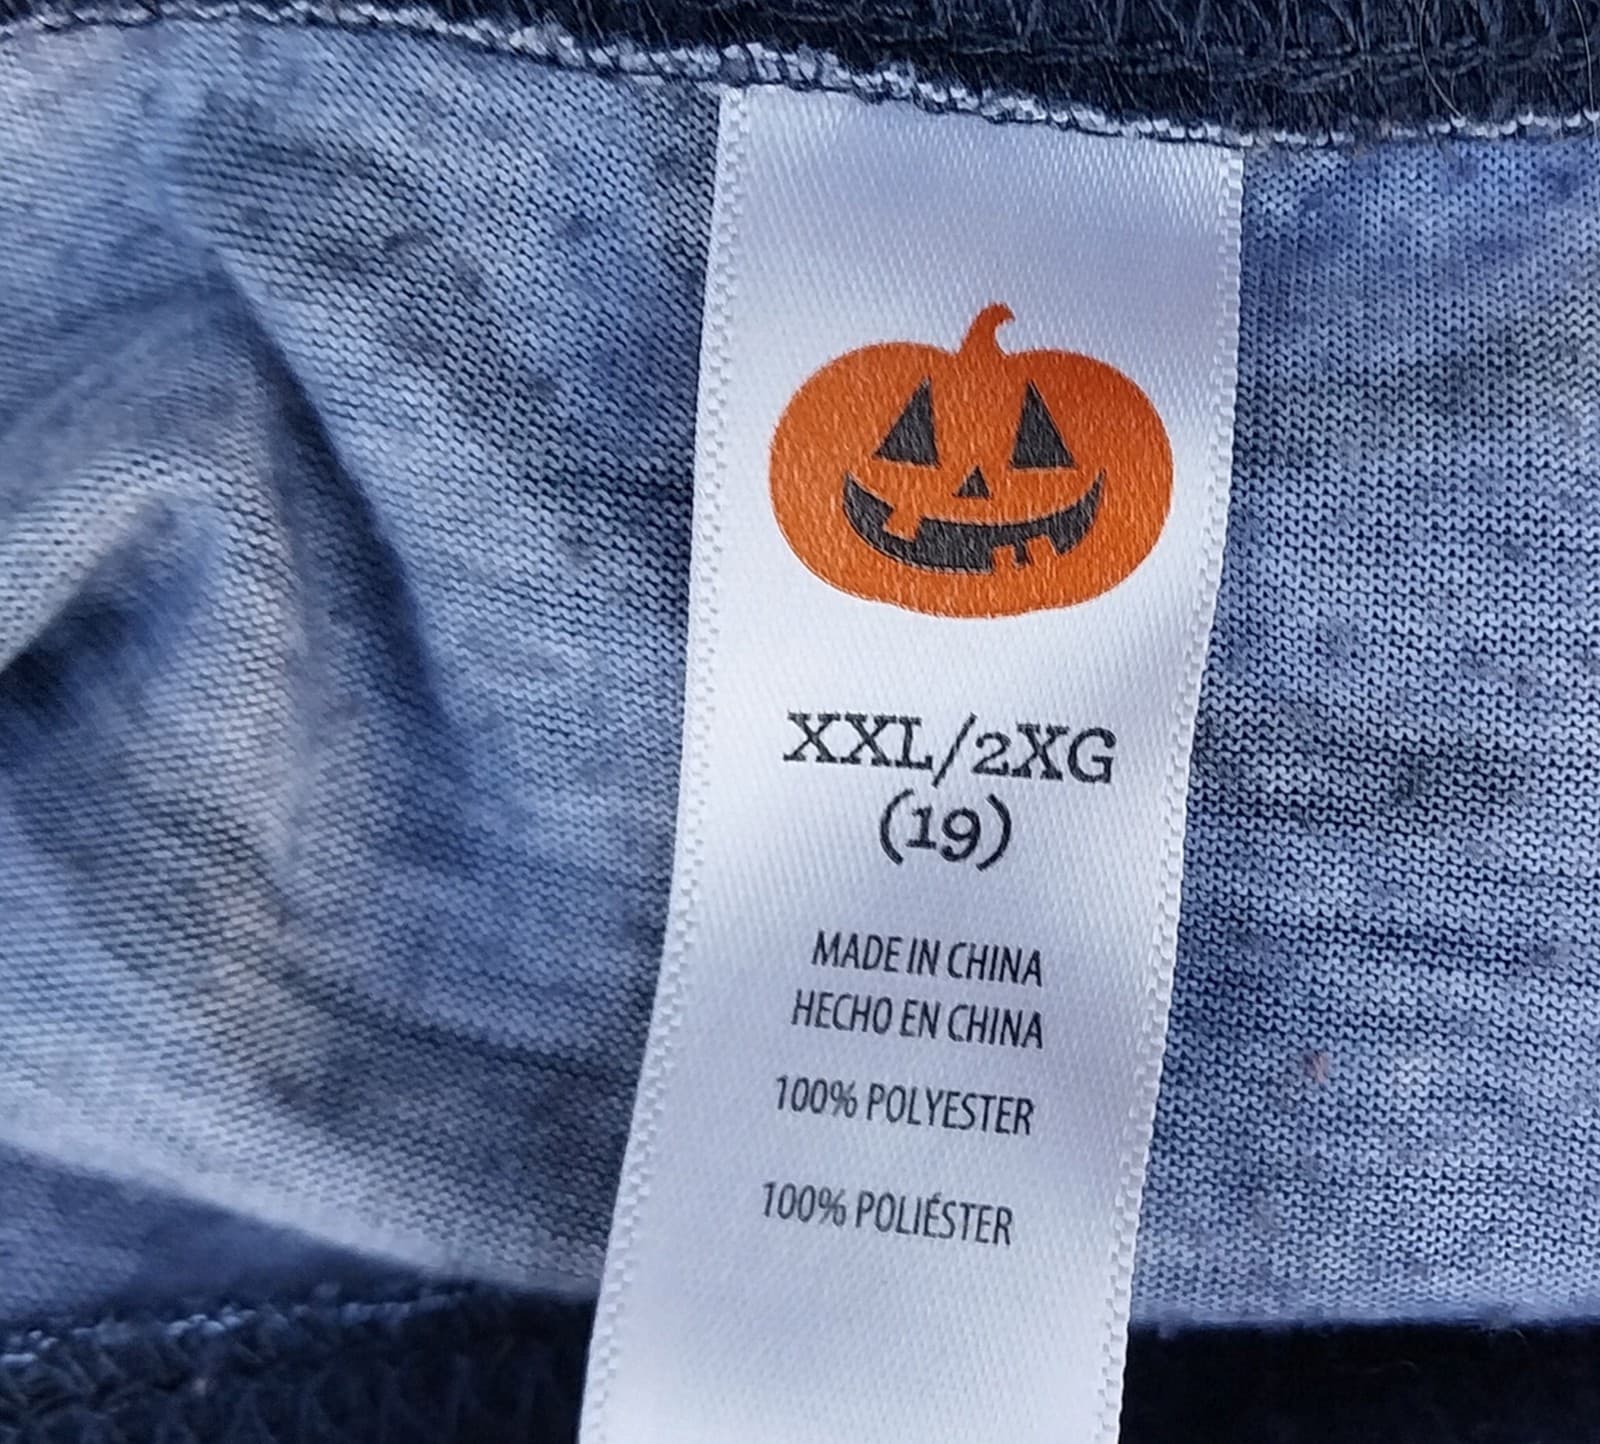 XXL/2XG
(19)
MADE IN CHINA
HECHO EN CHINA
100% POLYESTER
100% POLIÉSTER